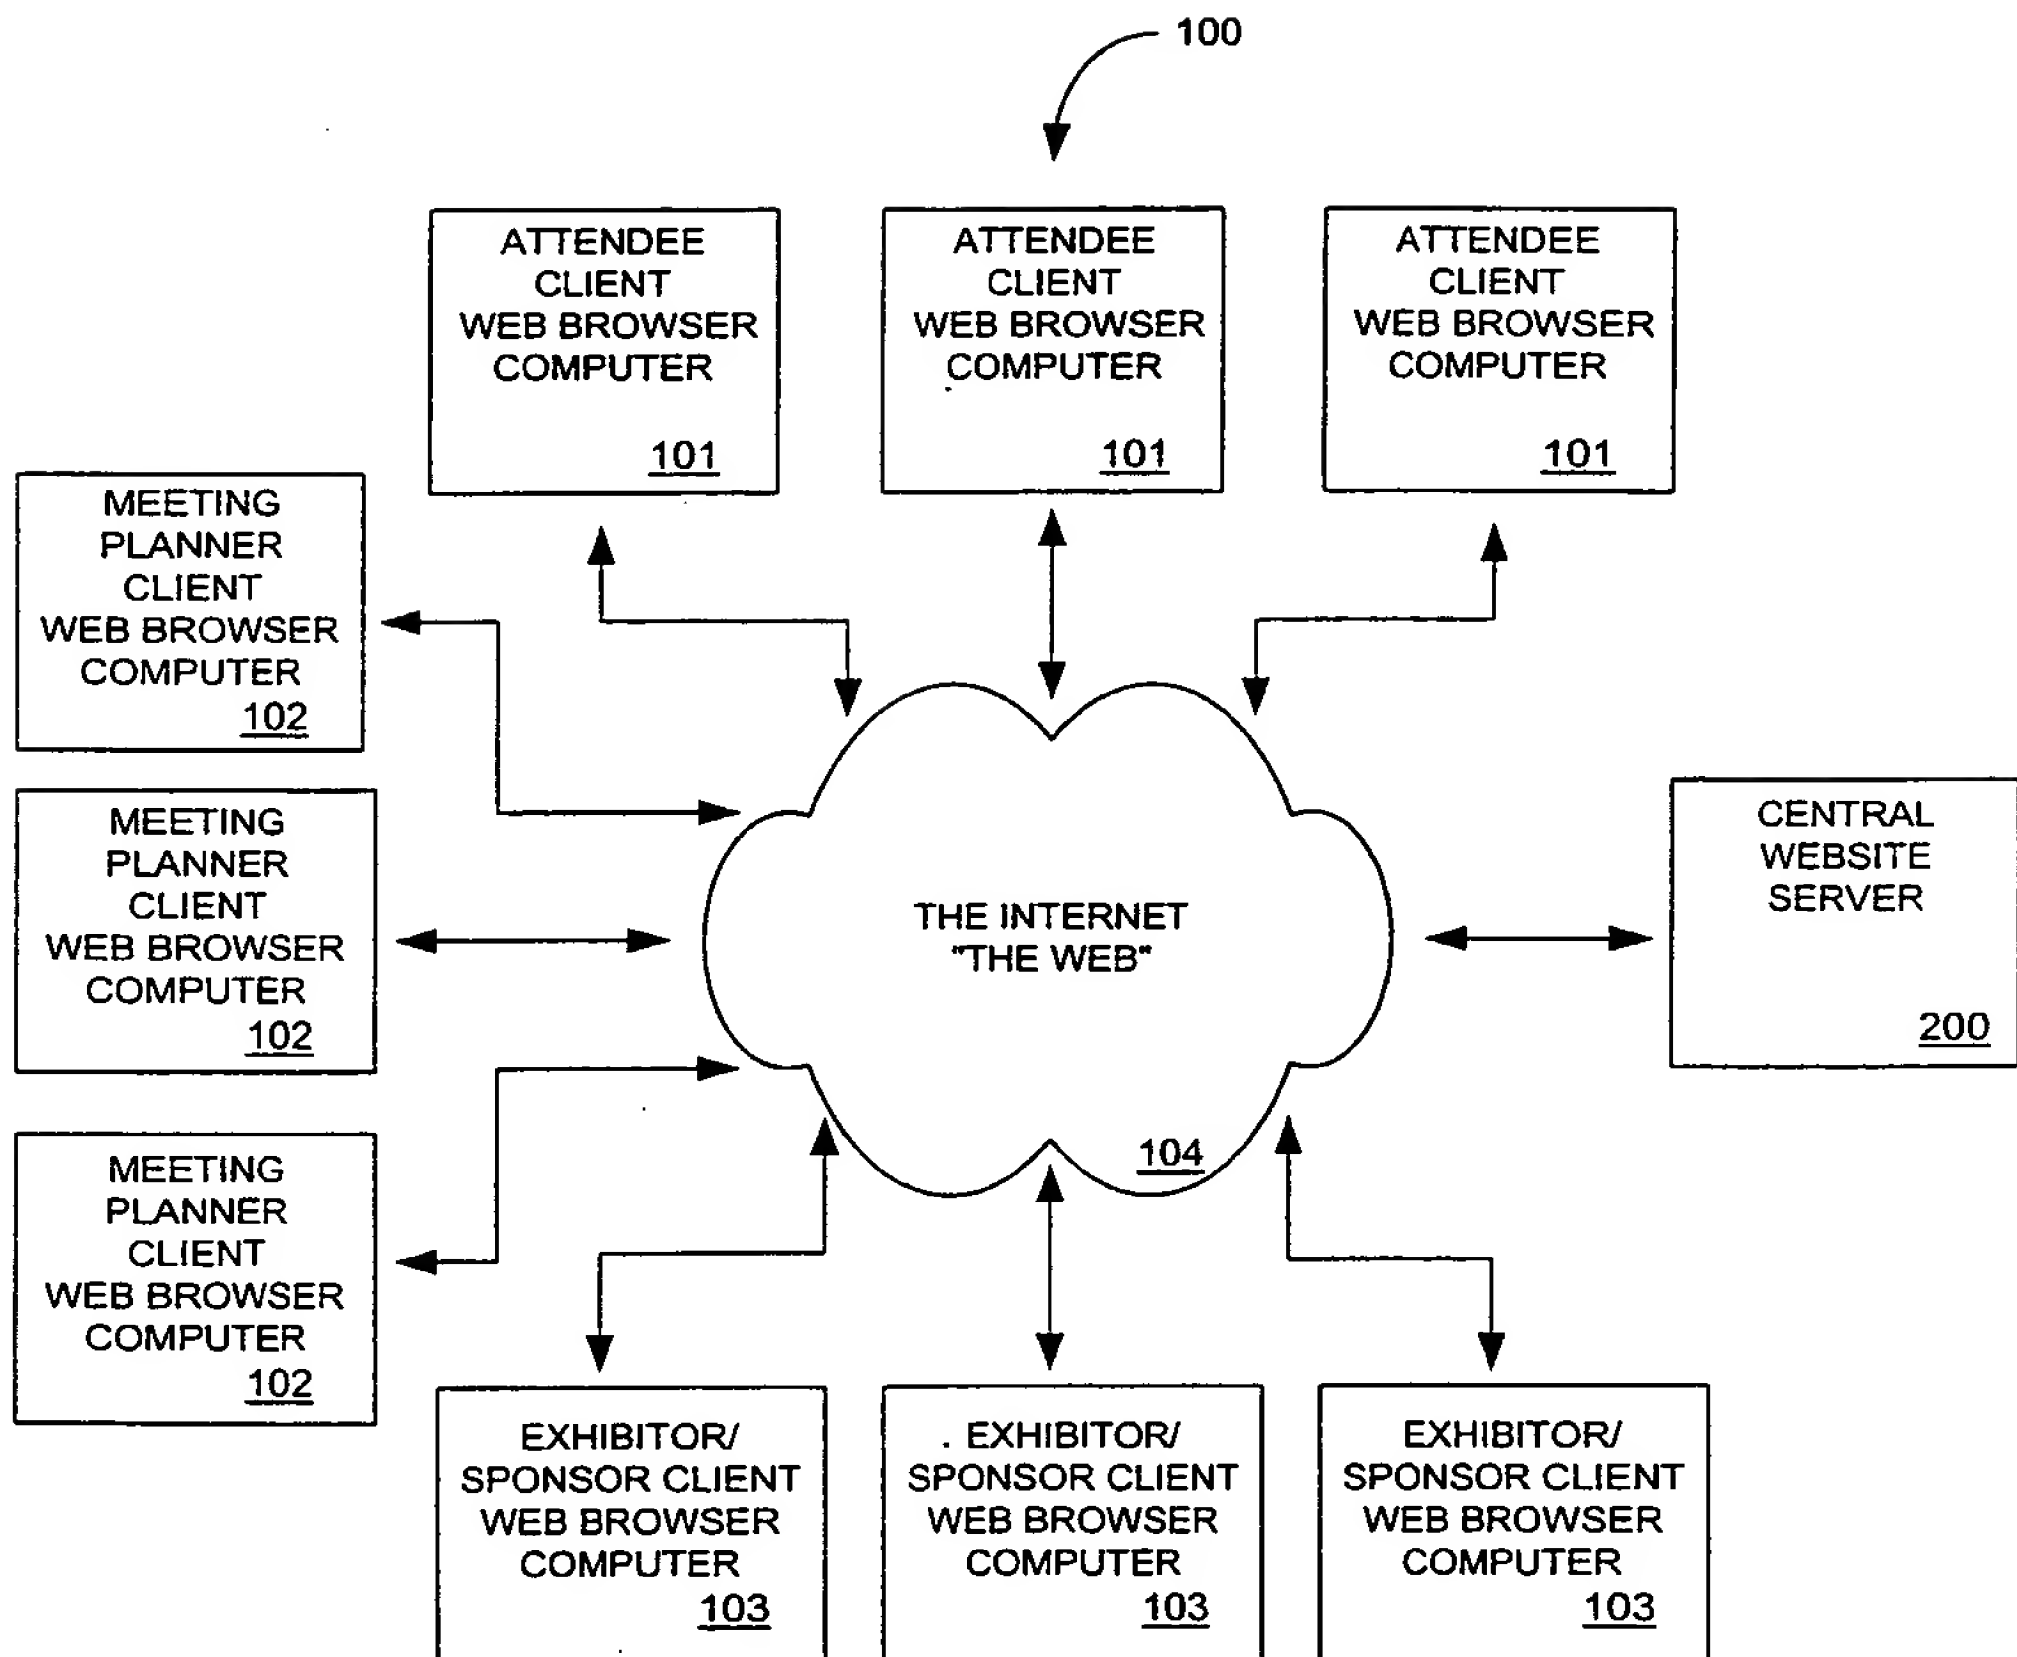 100
ATTENDEE
CLIENT
WEB BROWSER
COMPUTER
101
ATTENDEE
CLIENT
WEB BROWSER
COMPUTER
101
ATTENDEE
CLIENT
WEB BROWSER
COMPUTER
101
MEETING
PLANNER
CLIENT
WEB BROWSER
COMPUTER
102
MEETING
PLANNER
CLIENT
WEB BROWSER
COMPUTER
102
MEETING
PLANNER
CLIENT
WEB BROWSER
COMPUTER
102
THE INTERNET
"THE WEB"
104
CENTRAL
WEBSITE
SERVER
200
EXHIBITOR/
SPONSOR CLIENT
WEB BROWSER
COMPUTER
103
EXHIBITOR/
SPONSOR CLIENT
WEB BROWSER
COMPUTER
103
EXHIBITOR/
SPONSOR CLIENT
WEB BROWSER
COMPUTER
103